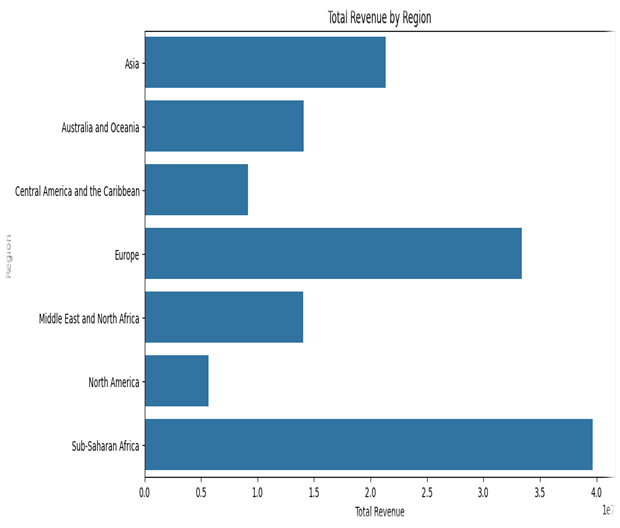 Total Revenue by Region
Asia
Australia and Oceania
Central America and the Caribbean
Europe
Region
Middle East and North Africa
North America
Sub-Saharan Africa
0.0 0.5 1.0 1.5 2.0 2.5 3.0 3.5 4.0
1e7
Total Revenue